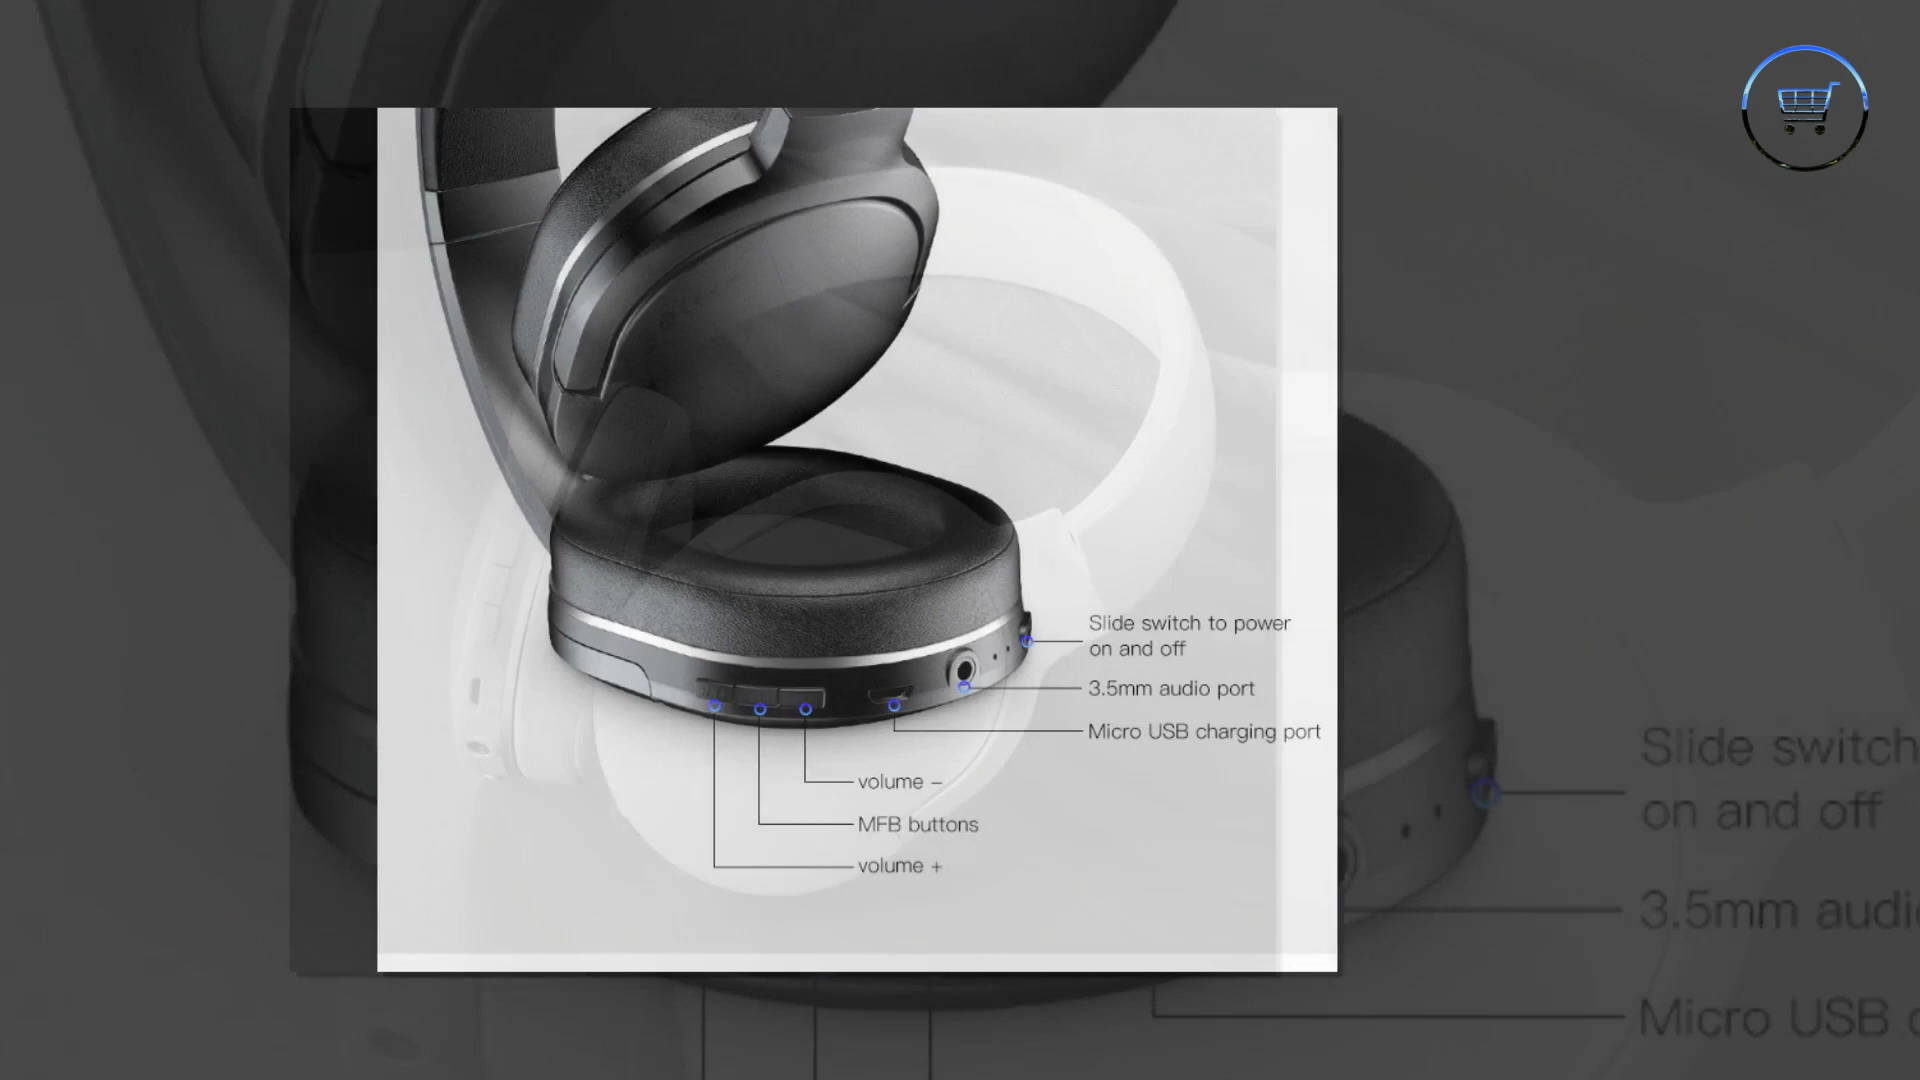 Slide switch to power
on and off
3.5mm audio port
Micro USB charging port
volume –
MFB buttons
volume +
Slide switch
on and off
3.5mm
Micro USB